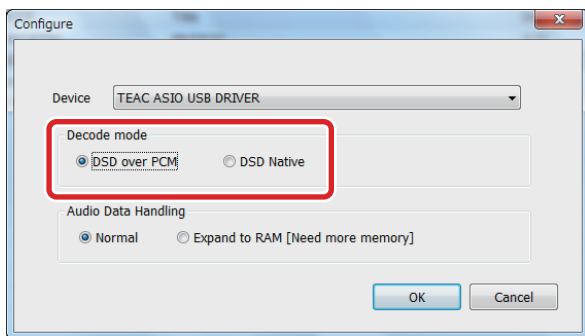 Configure
Device TEAC ASIO USB DRIVER
Decode mode
DSD over PCM DSD Native
Audio Data Handling
Normal Expand to RAM [Need more memory]
OK Cancel